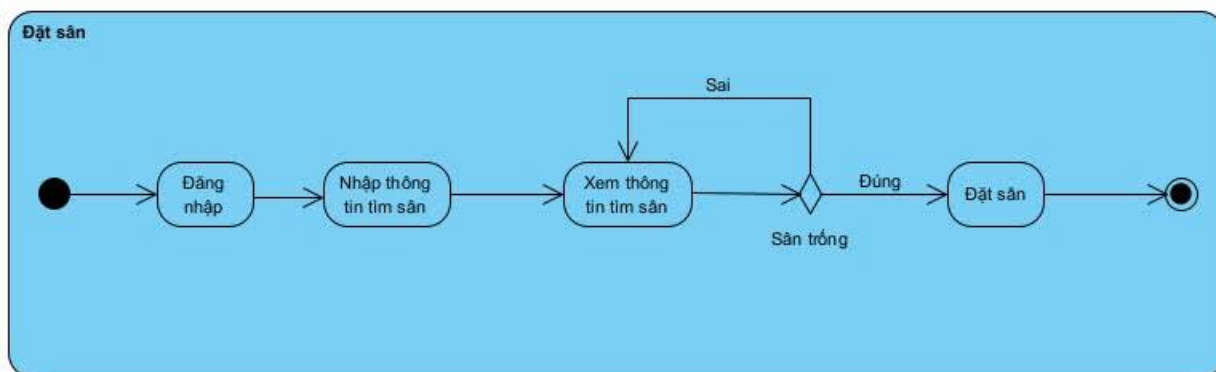 Đặt sân
Sai
Đăng
nhập
Nhập thông
tin tìm sân
Xem thông
tin tìm sân
Đúng
Sân trống
Đặt sân